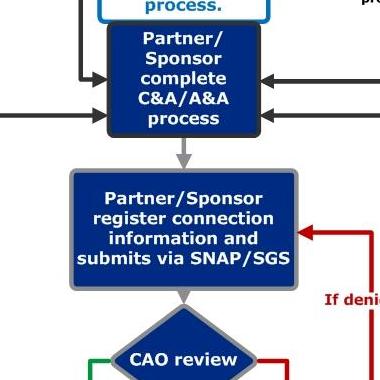 process.
Partner/
Sponsor
complete
C&A/A&A
process
Partner/Sponsor
register connection
information and
submits via SNAP/SGS
If deni
CAO review